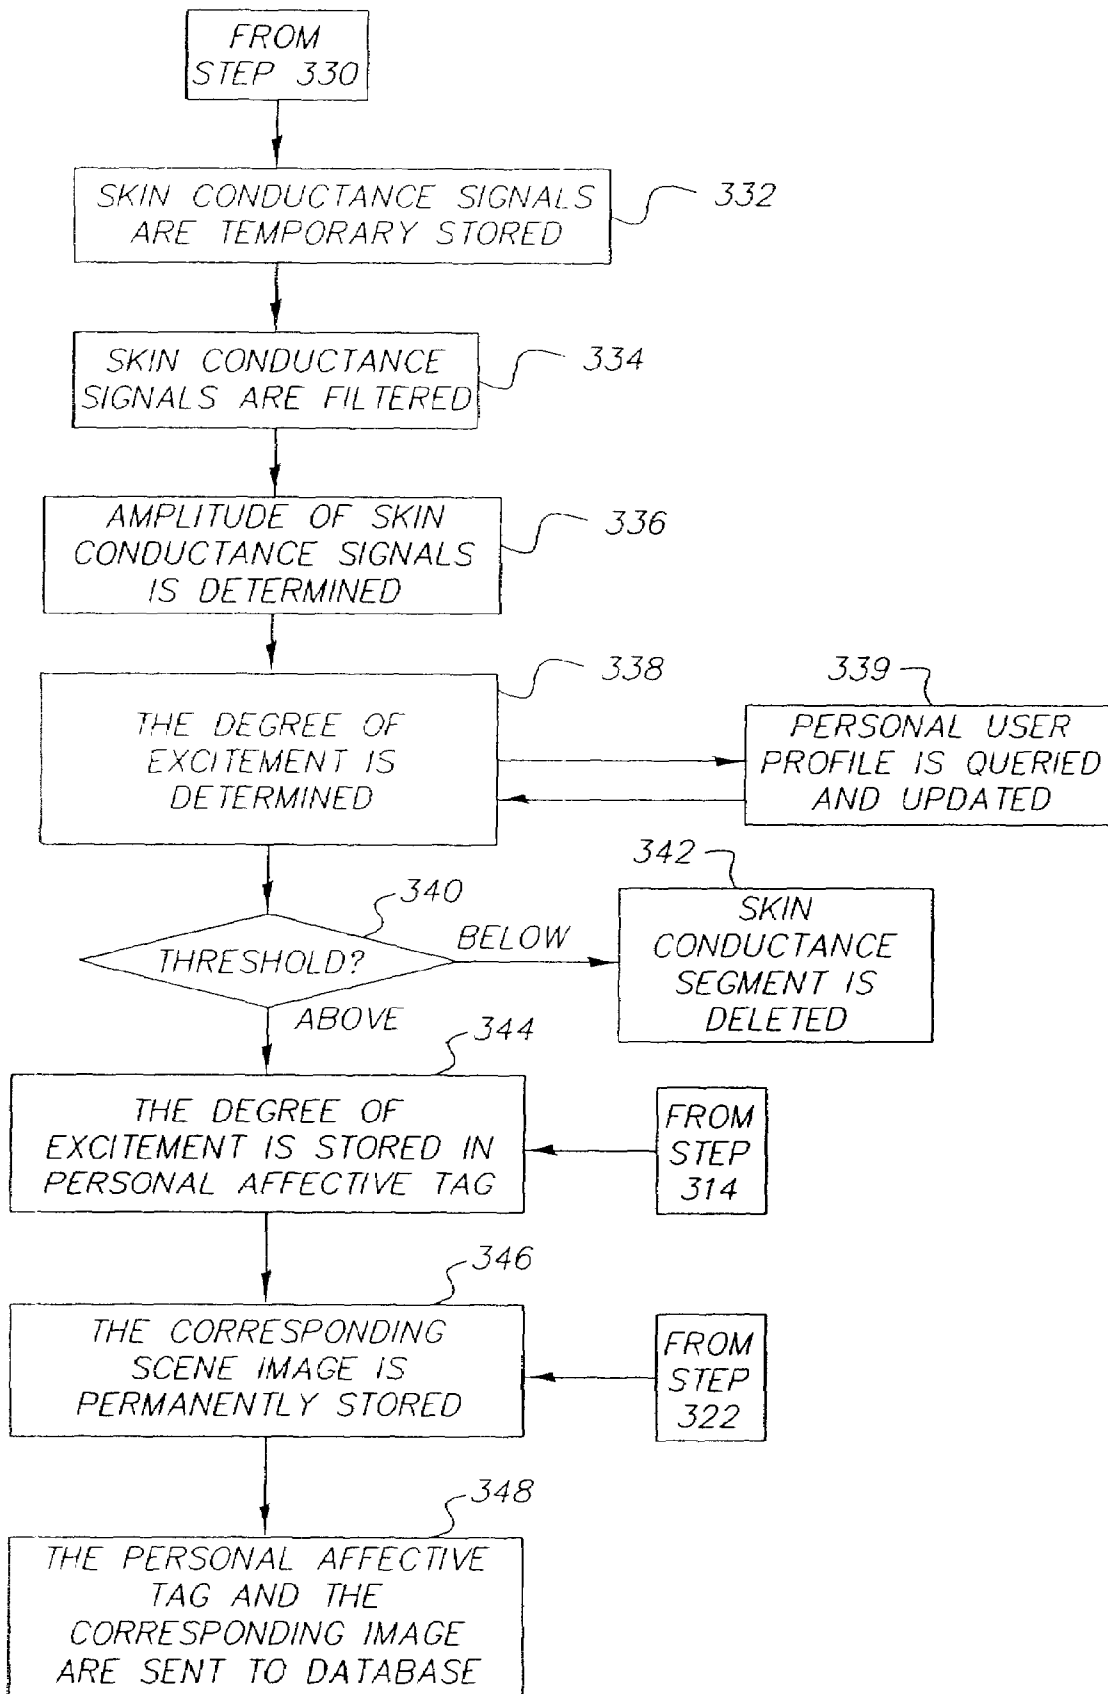 FROM
STEP 330
SKIN CONDUCTANCE SIGNALS
ARE TEMPORARY STORED
332
SKIN CONDUCTANCE
SIGNALS ARE FILTERED
334
AMPLITUDE OF SKIN
CONDUCTANCE SIGNALS
IS DETERMINED
336
THE DEGREE OF
EXCITEMENT IS
DETERMINED
338
339
PERSONAL USER
PROFILE IS QUERIED
AND UPDATED
THRESHOLD?
340
BELOW
342
SKIN
CONDUCTANCE
SEGMENT IS
DELETED
ABOVE
344
THE DEGREE OF
EXCITEMENT IS STORED IN
PERSONAL AFFECTIVE TAG
FROM
STEP
314
346
THE CORRESPONDING
SCENE IMAGE IS
PERMANENTLY STORED
FROM
STEP
322
348
THE PERSONAL AFFECTIVE
TAG AND THE
CORRESPONDING IMAGE
ARE SENT TO DATABASE